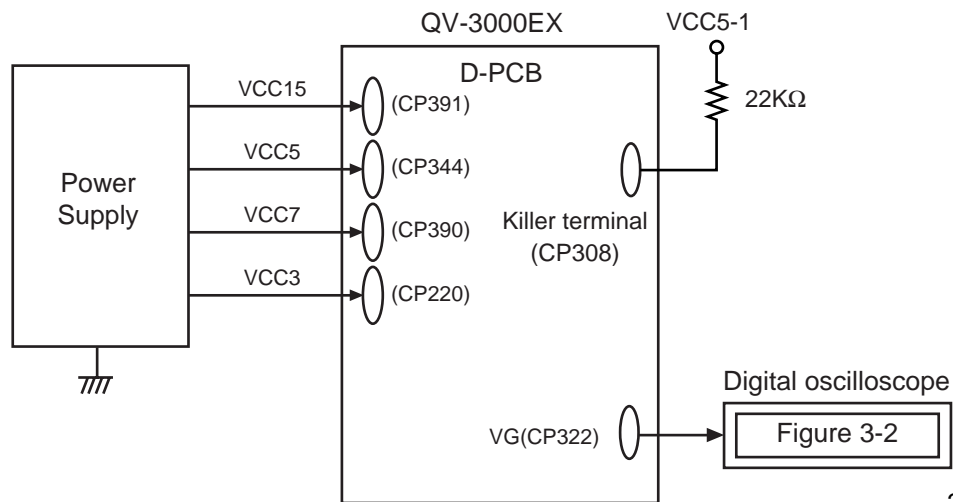 QV-3000EX
VCC5-1
D-PCB
VCC15
(CP391)
22KΩ
VCC5
(CP344)
Power
Supply
VCC7
(CP390)
Killer terminal
(CP308)
VCC3
(CP220)
Digital oscilloscope
VG(CP322)
Figure 3-2